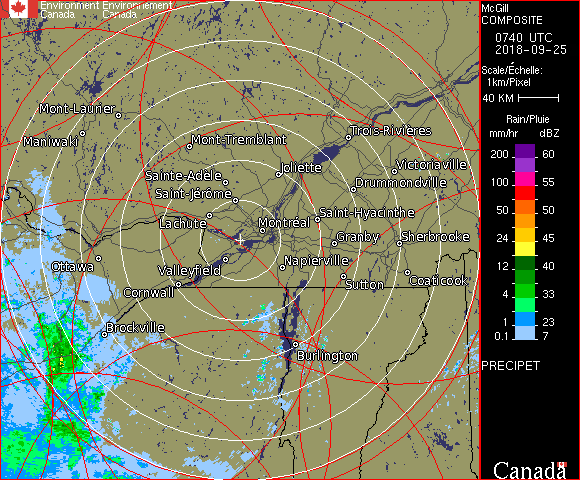 Environment Environnement
Canada Canada
McGill
COMPOSITE
0740 UTC
2018-09-25
Scale/Échelle:
1km/Pixel
40 KM
Rain/Pluie
mm/hr dBZ
200 60
100 55
50 50
24 45
12 40
4 33
1 23
0.1 7
PRECIPET
Canada
Mont-Laurier
Maniwaki
Mont-Tremblant
Trois-Rivières
Sainte-Adèle
Joliette
Victoriaville
Saint-Jérôme
Drummondville
Lachute
Montréal
Saint-Hyacinthe
Granby
Sherbrooke
Ottawa
Valleyfield
Napierville
Cornwall
Sutton
Coaticook
Brockville
Burlington